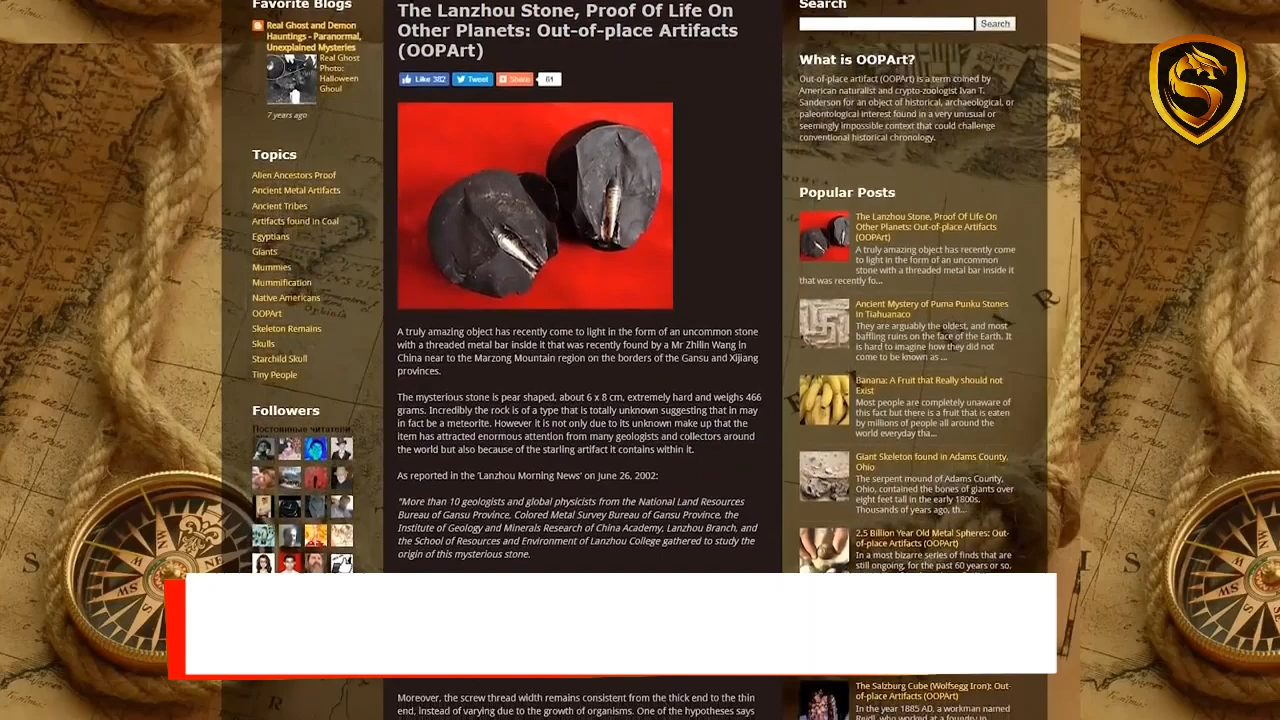 Favorite Blogs
Real Ghost and Demon
Hauntings - Paranormal,
Unexplained Mysteries
Real Ghost
Photo:
Halloween
Ghoul
7 years ago
Topics
Alien Ancestors Proof
Ancient Metal Artifacts
Ancient Tribes
Artifacts found in Coal
Egyptians
Giants
Mummies
Mummification
Native Americans
OOPArt
Skeleton Remains
Skulls
Starchild Skull
Tiny People
Followers
Постоянные читатели
The Lanzhou Stone, Proof Of Life On
Other Planets: Out-of-place Artifacts
(OOPArt)
Like 382
Tweet
Share
61
A truly amazing object has recently come to light in the form of an uncommon stone
with a threaded metal bar inside it that was recently found by a Mr Zhilin Wang in
China near to the Marzong Mountain region on the borders of the Gansu and Xijiang
provinces.
The mysterious stone is pear shaped, about 6 x 8 cm, extremely hard and weighs 466
grams. Incredibly the rock is of a type that is totally unknown suggesting that in may
in fact be a meteorite. However it is not only due to its unknown make up that the
item has attracted enormous attention from many geologists and collectors around
the world but also because of the starling artifact it contains within it.
As reported in the 'Lanzhou Morning News' on June 26, 2002:
"More than 10 geologists and global physicists from the National Land Resources
Bureau of Gansu Province, Colored Metal Survey Bureau of Gansu Province, the
Institute of Geology and Minerals Research of China Academy, Lanzhou Branch, and
the School of Resources and Environment of Lanzhou College gathered to study the
origin of this mysterious stone.
Moreover, the screw thread width remains consistent from the thick end to the thin
end, instead of varying due to the growth of organisms. One of the hypotheses says
Search
Search
What is OOPArt?
Out-of-place artifact (OOPArt) is a term coined by
American naturalist and crypto-zoologist Ivan T.
Sanderson for an object of historical, archaeological, or
paleontological interest found in a very unusual or
seemingly impossible context that could challenge
conventional historical chronology.
Popular Posts
The Lanzhou Stone, Proof Of Life On
Other Planets: Out-of-place Artifacts
(OOPArt)
A truly amazing object has recently come
to light in the form of an uncommon
stone with a threaded metal bar inside it
that was recently fo...
Ancient Mystery of Puma Punku Stones
in Tiahuanaco
They are arguably the oldest, and most
baffling ruins on the face of the Earth. It
is hard to imagine how they did not
come to be known as ...
Banana: A Fruit that Really should not
Exist
Most people are completely unaware of
this fact but there is a fruit that is eaten
by millions of people all around the
world everyday tha...
Giant Skeleton found in Adams County,
Ohio
The serpent mound of Adams County,
Ohio, contained the bones of giants over
eight feet tall in the early 1800s.
Thousands of years ago, th...
2.5 Billion Year Old Metal Spheres: Out-
of-place Artifacts (OOPArt)
In a most bizarre series of finds that are
still ongoing, for the past 60 years or so,
The Salzburg Cube (Wolfsegg Iron): Out-
of-place Artifacts (OOPArt)
In the year 1885 AD, a workman named
Reidl, who worked at a foundry in